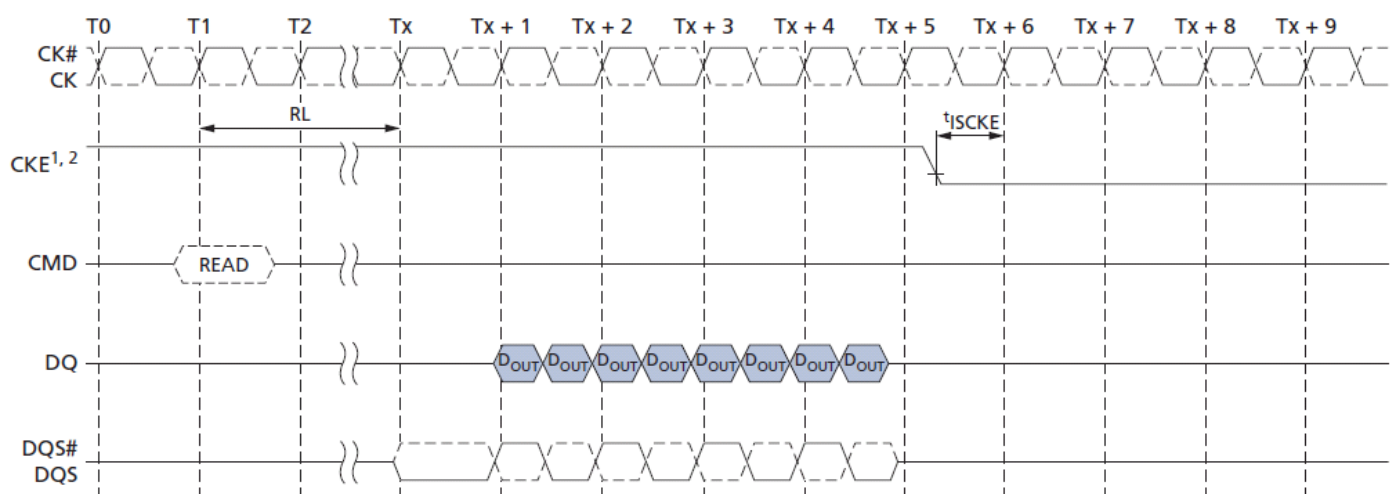 T0 T1 T2 Tx Tx + 1 Tx + 2 Tx + 3 Tx + 4 Tx + 5 Tx + 6 Tx + 7 Tx + 8 Tx + 9
CK#
CK
RL
tISCKE
CKE1, 2
CMD READ
DQ DOUT DOUT DOUT DOUT DOUT DOUT DOUT DOUT
DQS#
DQS